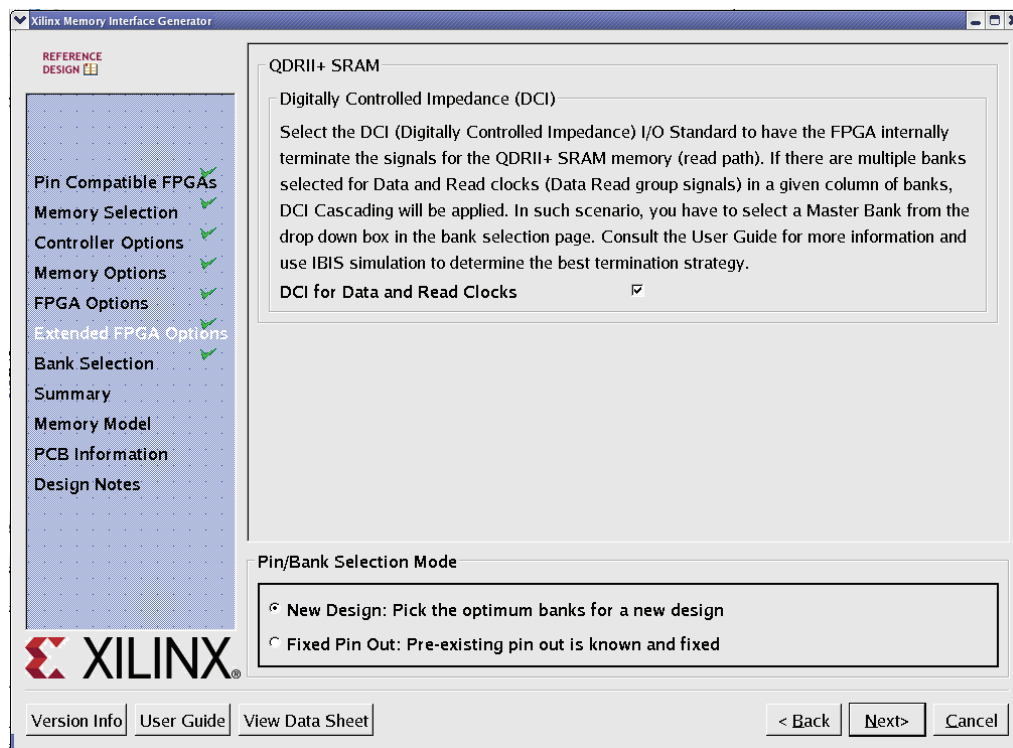 Xilinx Memory Interface Generator
REFERENCE
DESIGN
Pin Compatible FPGAs
Memory Selection
Controller Options
Memory Options
FPGA Options
Extended FPGA Options
Bank Selection
Summary
Memory Model
PCB Information
Design Notes
XILINX®
QDRII+ SRAM
Digitally Controlled Impedance (DCI)
Select the DCI (Digitally Controlled Impedance) I/O Standard to have the FPGA internally
terminate the signals for the QDRII+ SRAM memory (read path). If there are multiple banks
selected for Data and Read clocks (Data Read group signals) in a given column of banks,
DCI Cascading will be applied. In such scenario, you have to select a Master Bank from the
drop down box in the bank selection page. Consult the User Guide for more information and
use IBIS simulation to determine the best termination strategy.
DCI for Data and Read Clocks
Pin/Bank Selection Mode
New Design: Pick the optimum banks for a new design
Fixed Pin Out: Pre-existing pin out is known and fixed
Version Info User Guide View Data Sheet < Back Next> Cancel